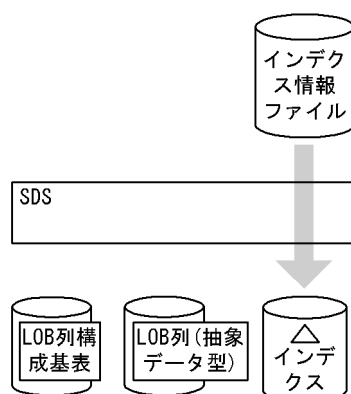 インデク
ス情報
ファイル
SDS
LOB列構
成基表
LOB列(抽象
データ型)
インデ
クス